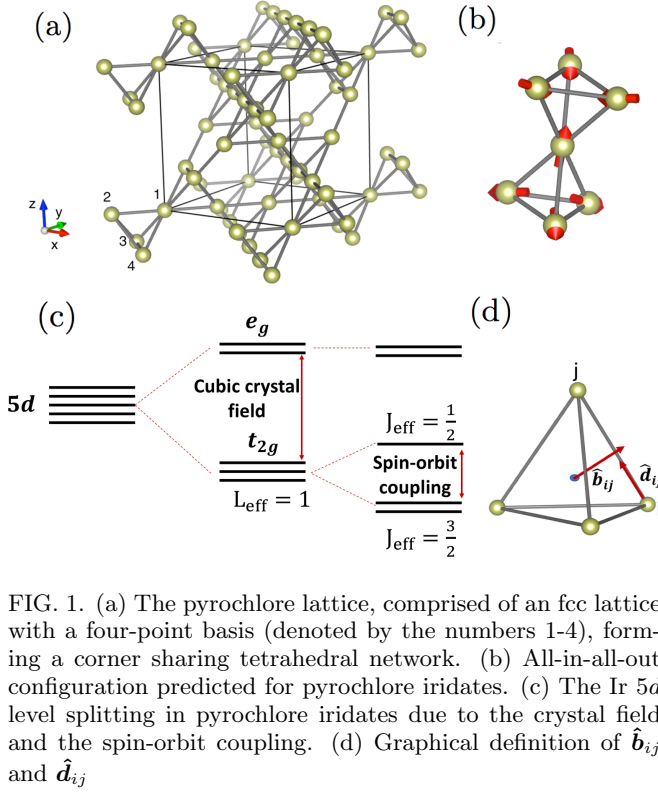 (a)
(b)
z
y
x
2
1
3
4
(c)
(d)
e_g
5d
Cubic crystal
field
t_{2g}
L_eff = 1
J_eff = 1/2
Spin-orbit
coupling
J_eff = 3/2
j
b̂_ij
d̂_i
FIG. 1. (a) The pyrochlore lattice, comprised of an fcc lattice
with a four-point basis (denoted by the numbers 1-4), form-
ing a corner sharing tetrahedral network. (b) All-in-all-out
configuration predicted for pyrochlore iridates. (c) The Ir 5d
level splitting in pyrochlore iridates due to the crystal field
and the spin-orbit coupling. (d) Graphical definition of b̂_ij
and d̂_ij